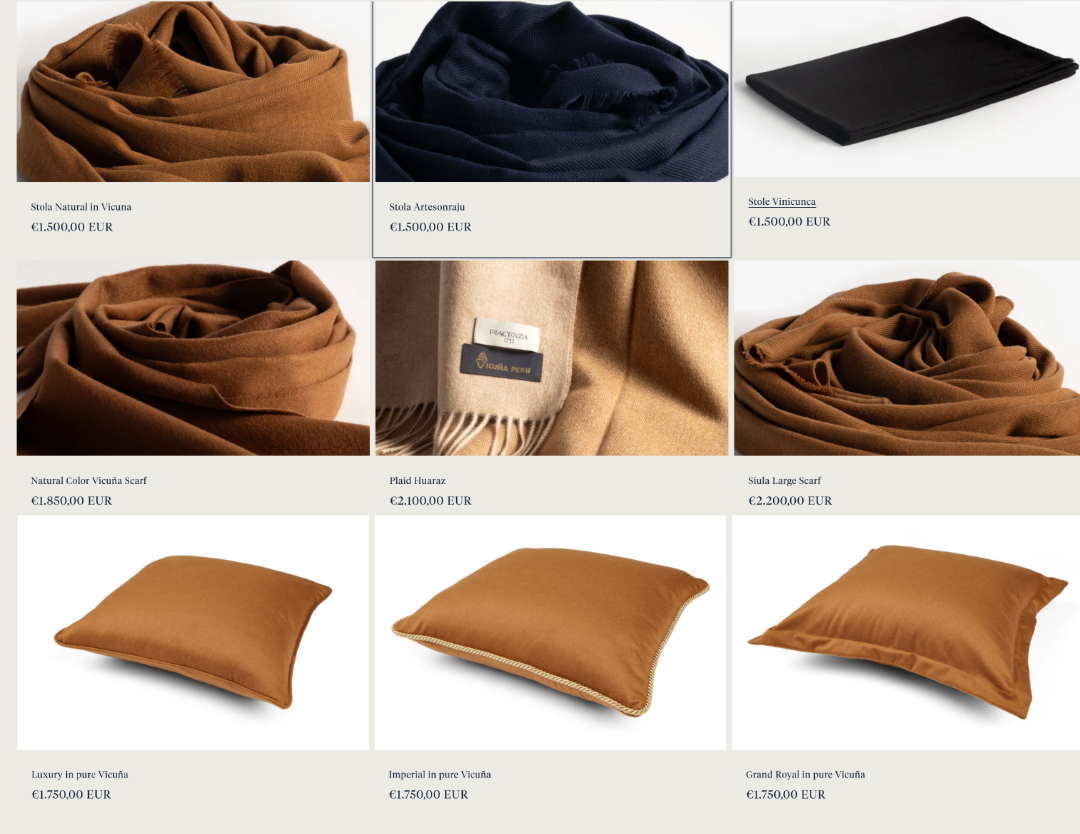 Stola Natural in Vicuna
€1.500,00 EUR
Stola Artesonraju
€1.500,00 EUR
Stole Vinicunca
€1.500,00 EUR
PIACENZA
1733
VICUÑA PERÚ
Natural Color Vicuña Scarf
€1.850,00 EUR
Plaid Huaraz
€2.100,00 EUR
Siula Large Scarf
€2.200,00 EUR
Luxury in pure Vicuña
€1.750,00 EUR
Imperial in pure Vicuña
€1.750,00 EUR
Grand Royal in pure Vicuña
€1.750,00 EUR